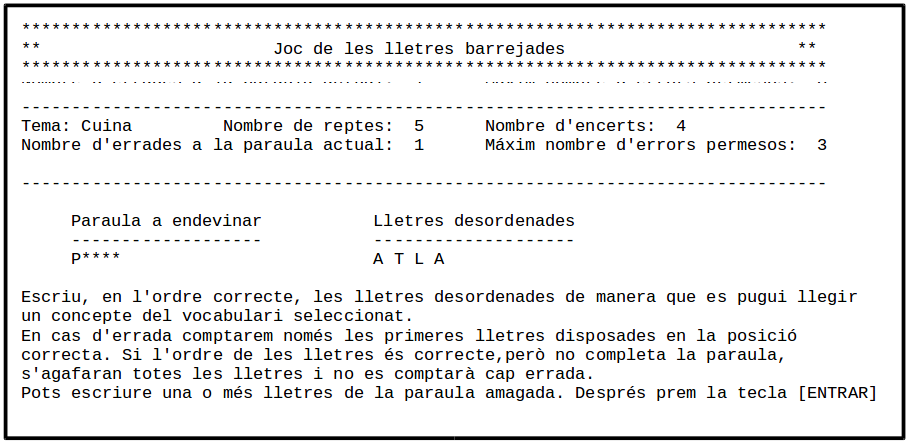 *********************************************************************************
** Joc de les lletres barrejades **
*********************************************************************************
---------------------------------------------------------------------------------
Tema: Cuina Nombre de reptes: 5 Nombre d'encerts: 4
Nombre d'errades a la paraula actual: 1 Máxim nombre d'errors permesos: 3
---------------------------------------------------------------------------------
Paraula a endevinar Lletres desordenades
------------------- --------------------
P**** A T L A
Escriu, en l'ordre correcte, les lletres desordenades de manera que es pugui llegir
un concepte del vocabulari seleccionat.
En cas d'errada comptarem només les primeres lletres disposades en la posició
correcta. Si l'ordre de les lletres és correcte,però no completa la paraula,
s'agafaran totes les lletres i no es comptarà cap errada.
Pots escriure una o més lletres de la paraula amagada. Després prem la tecla [ENTRAR]